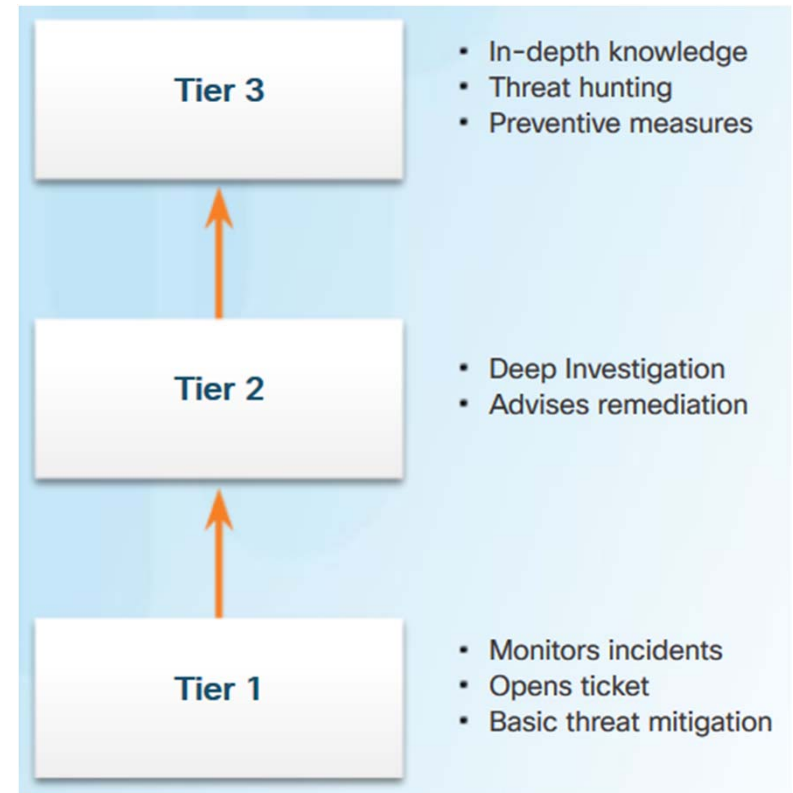 Tier 3
• In-depth knowledge
• Threat hunting
• Preventive measures
Tier 2
• Deep Investigation
• Advises remediation
Tier 1
• Monitors incidents
• Opens ticket
• Basic threat mitigation